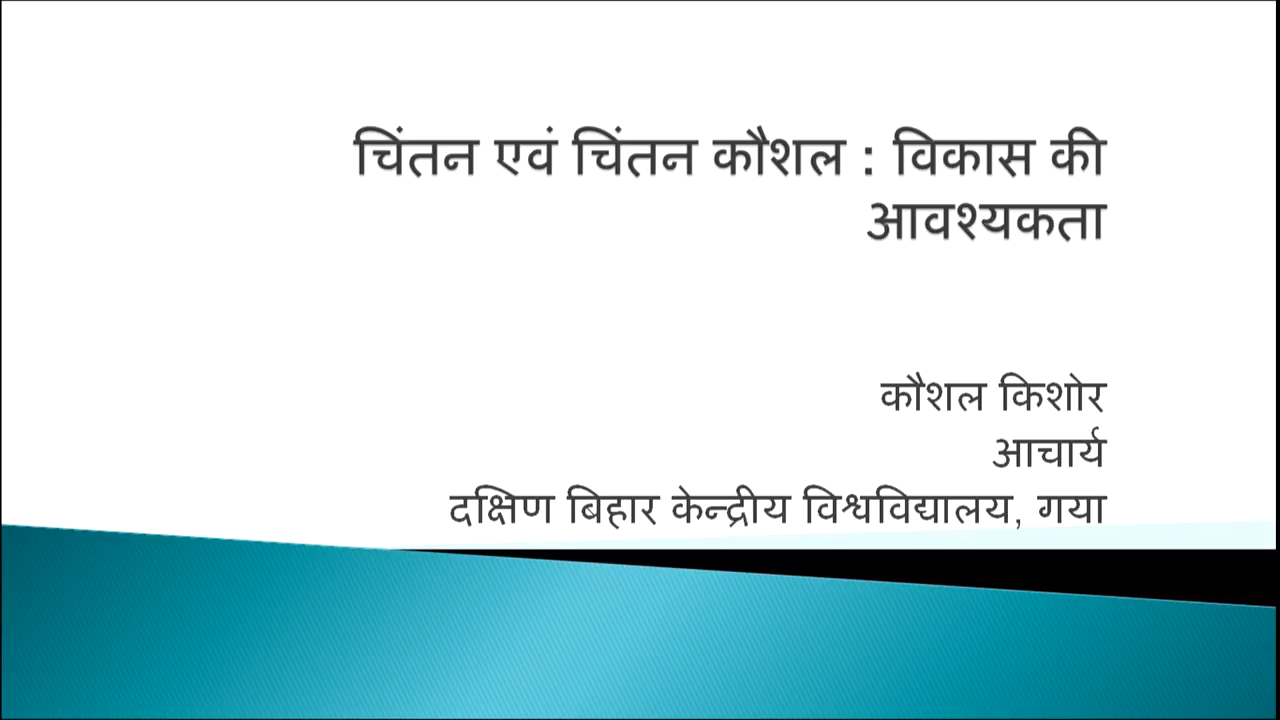 चिंतन एवं चिंतन कौशल : विकास की
आवश्यकता
कौशल किशोर
आचार्य
दक्षिण बिहार केन्द्रीय विश्वविद्यालय, गया